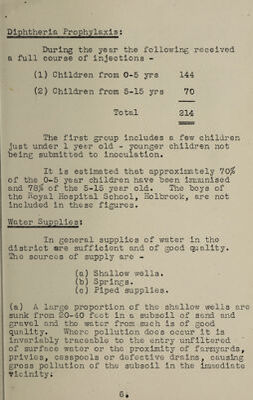 Diphtheria Prophylaxis:
During the year the following received
a full course of injections -
(1) Children from 0-5 yrs 144
(2) Children from 5-15 yrs 70
Total 214
The first group includes a few children
just under 1 year old - younger children not
being submitted to inoculation.
It is estimated that approximately 70%
of the 0-5 year children have been immunised
and 78% of the 5-15 year old. The boys of
the Royal Hospital School, Holbrook, are not
included in these figures.
Water Supplies:
In general supplies of water in the
district are sufficient and of good quality.
The sources of supply are -
(a) Shallow wells.
(b) Springs.
(c) Piped supplies.
(a) A large proportion of the shallow wells are
sunk from 20-40 feet in a subsoil of sand and
gravel and the water from much is of good
quality. Where pollution does occur it is
invariably traceable to the entry unfiltered
of surface water or the proximity of farmyards,
privies, cesspools or defective drains, causing
gross pollution of the subsoil in the immediate
vicinity;
6.